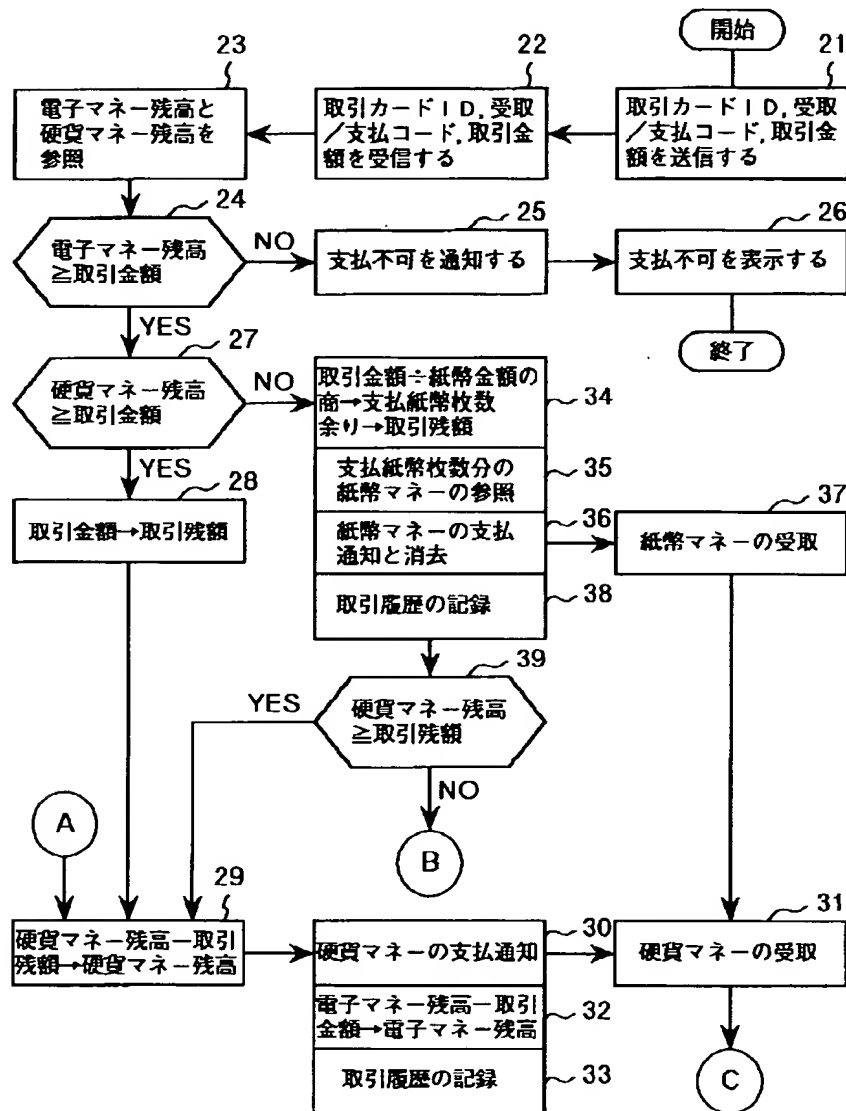 開始
21
取引カードＩＤ,受取
／支払コード,取引金
額を送信する
22
取引カードＩＤ,受取
／支払コード,取引金
額を受信する
23
電子マネー残高と
硬貨マネー残高を
参照
24
電子マネー残高
≧取引金額
NO
YES
25
支払不可を通知する
26
支払不可を表示する
終了
27
硬貨マネー残高
≧取引金額
NO
YES
28
取引金額→取引残額
取引金額÷紙幣金額の
商→支払紙幣枚数
余り→取引残額
34
支払紙幣枚数分の
紙幣マネーの参照
35
紙幣マネーの支払
通知と消去
36
37
紙幣マネーの受取
取引履歴の記録
38
39
硬貨マネー残高
≧取引残額
YES
NO
A
B
29
硬貨マネー残高－取引
残額→硬貨マネー残高
硬貨マネーの支払通知
30
31
硬貨マネーの受取
電子マネー残高－取引
金額→電子マネー残高
32
取引履歴の記録
33
C